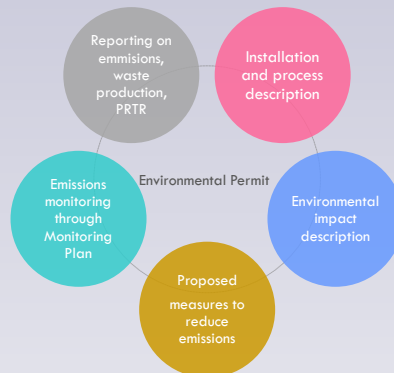 Reporting on
emmisions,
waste
production,
PRTR
Installation
and process
description
Emissions
monitoring
through
Monitoring
Plan
Environmental Permit
Environmental
impact
description
Proposed
measures to
reduce
emissions